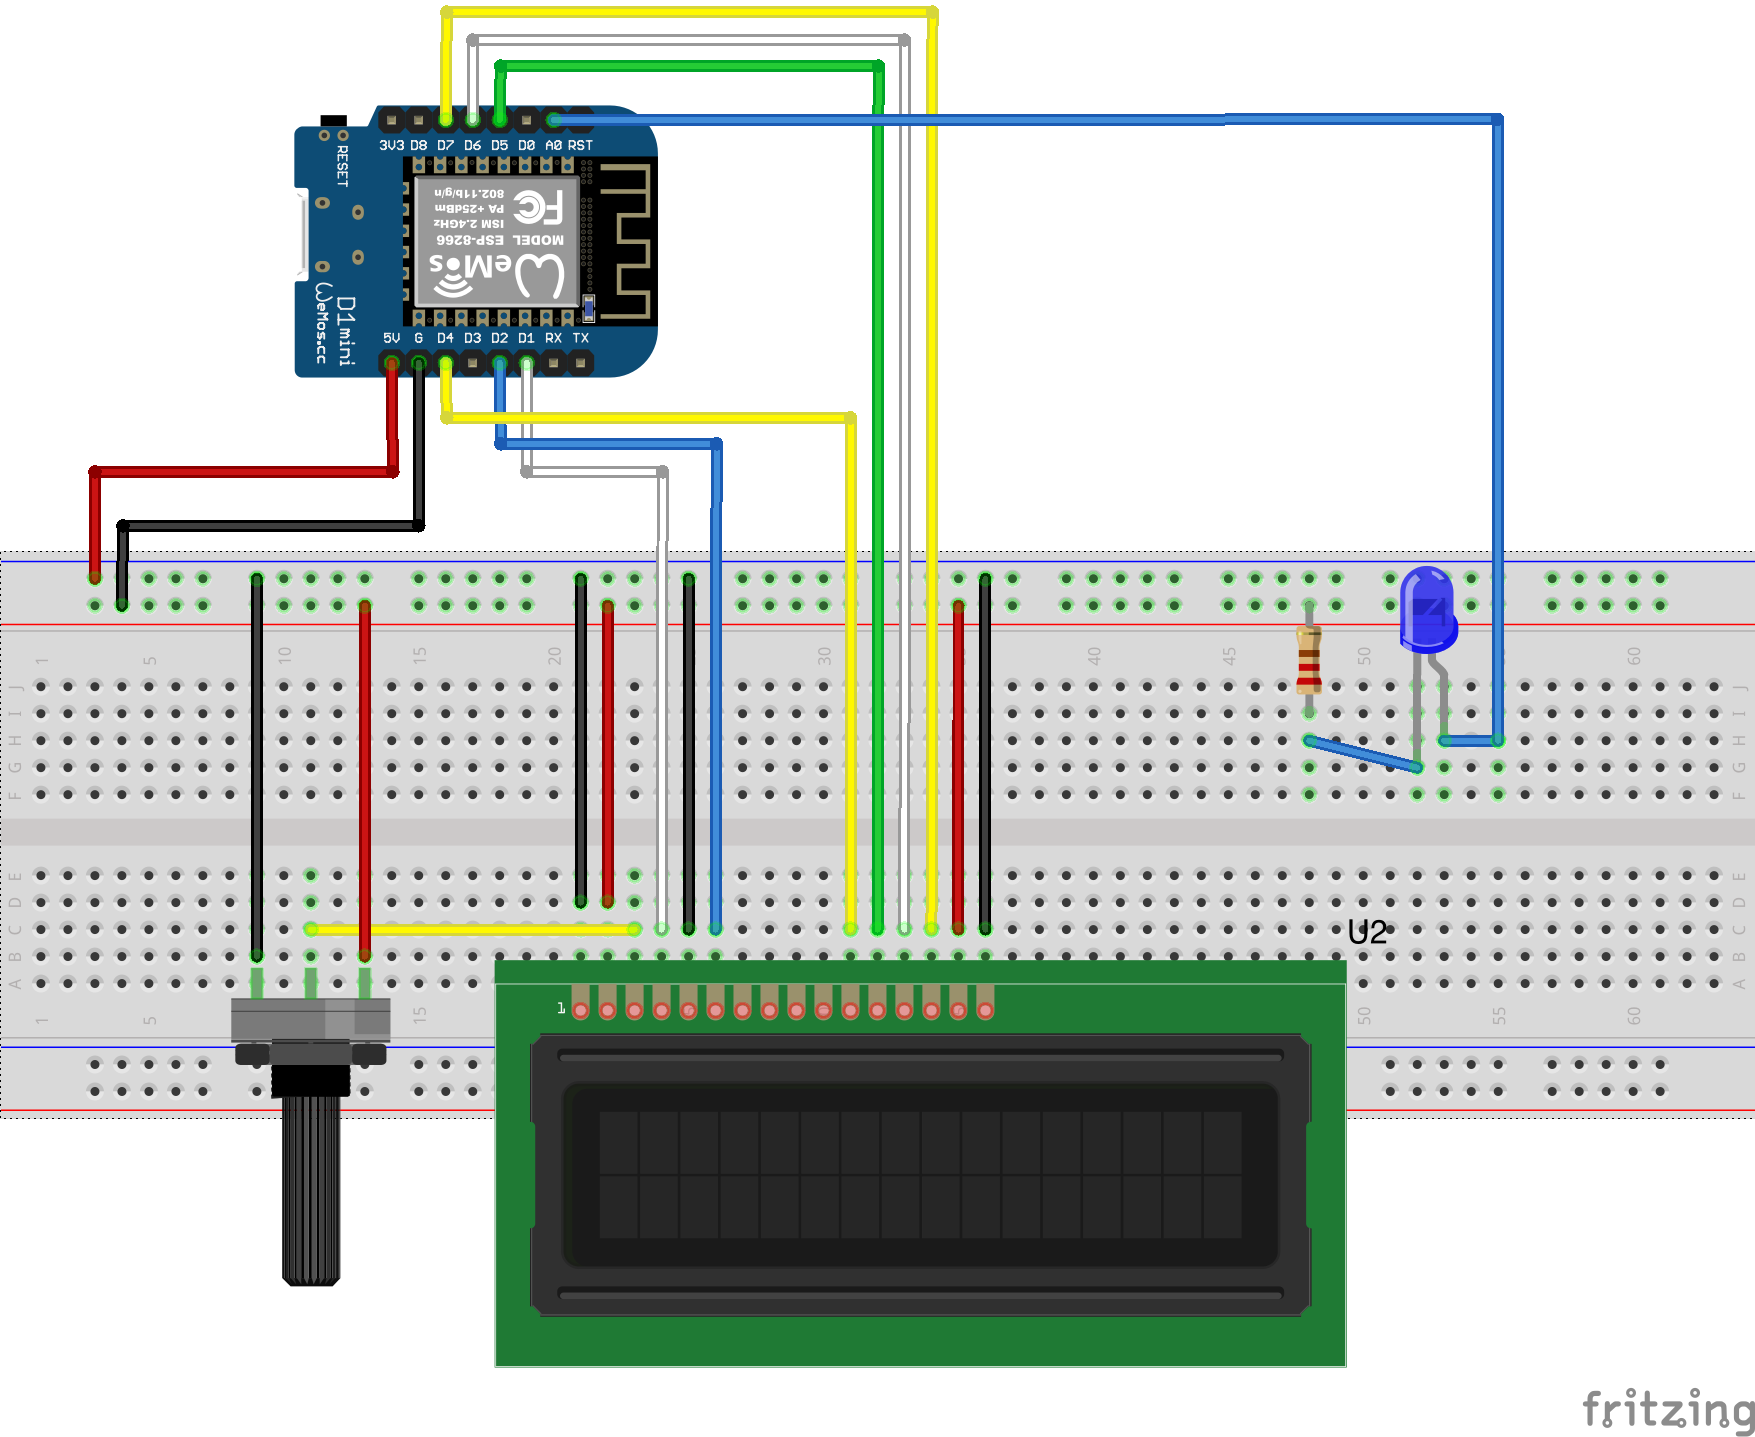 3V3 D8 D7 D6 D5 D0 A0 RST
RESET
802.11b/g/n
PA +25dBm
ISM 2.4GHz
MODEL ESP-8266
FC
WeMos
D1 mini
WeMos.cc
5V G D4 D3 D2 D1 RX TX
1 5 10 15 20 30 40 45 50 60
J J
I I
H H
G G
F F
E E
D D
C C
U2
B B
A A
1 5 15 50 55 60
1
fritzing